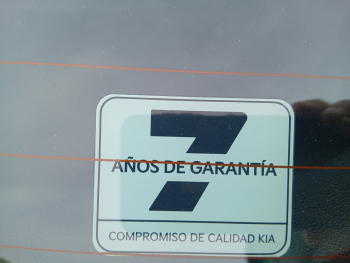 7
AÑOS DE GARANTÍA
COMPROMISO DE CALIDAD KIA